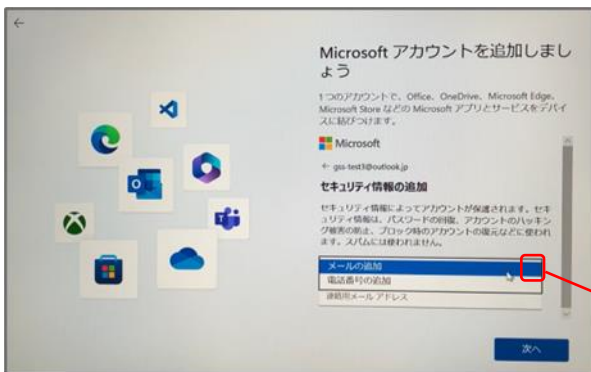 Microsoft アカウントを追加しまし
ょう
1 つのアカウントで、Office、OneDrive、Microsoft Edge、
Microsoft Store などの Microsoft アプリとサービスをデバイ
スに結びつけます。
Microsoft
← gss-test3@outlook.jp
セキュリティ情報の追加
セキュリティ情報によってアカウントが保護されます。セキ
ュリティ情報は、パスワードの回復、アカウントのハッキン
グ被害の防止、ブロック時のアカウントの復元などに使われ
ます。スパムには使われません。
メールの追加
電話番号の追加
連絡用メール アドレス
次へ